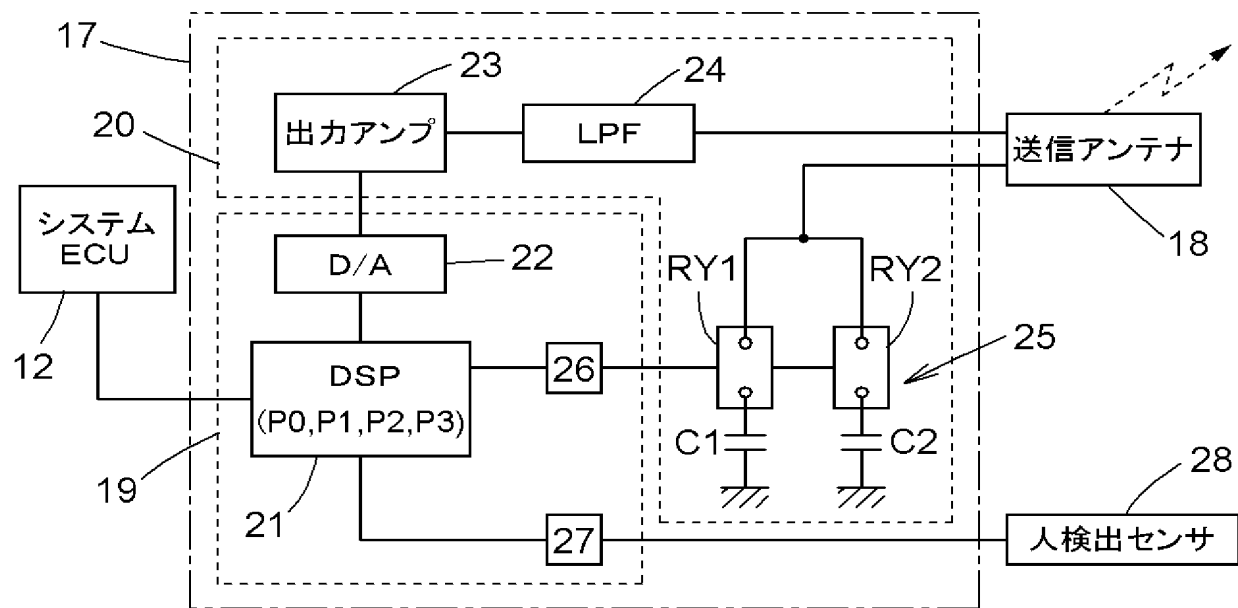 17
23
24
20
出力アンプ
LPF
送信アンテナ
18
システム
ECU
12
D/A
22
RY1
RY2
25
DSP
(P0,P1,P2,P3)
26
C1
C2
19
21
27
28
人検出センサ